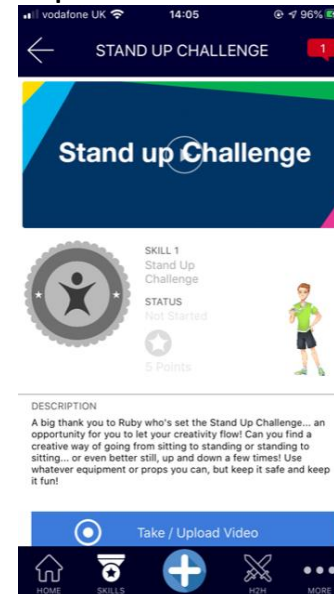 vodafone UK 14:05 96%
STAND UP CHALLENGE 1
Stand up Challenge
SKILL 1
Stand Up
Challenge
STATUS
Not Started
5 Points
DESCRIPTION
A big thank you to Ruby who's set the Stand Up Challenge... an
opportunity for you to let your creativity flow! Can you find a
creative way of going from sitting to standing or standing to
sitting... or even better still, up and down a few times! Use
whatever equipment or props you can, but keep it safe and keep
it fun!
Take / Upload Video
HOME SKILLS H2H MORE